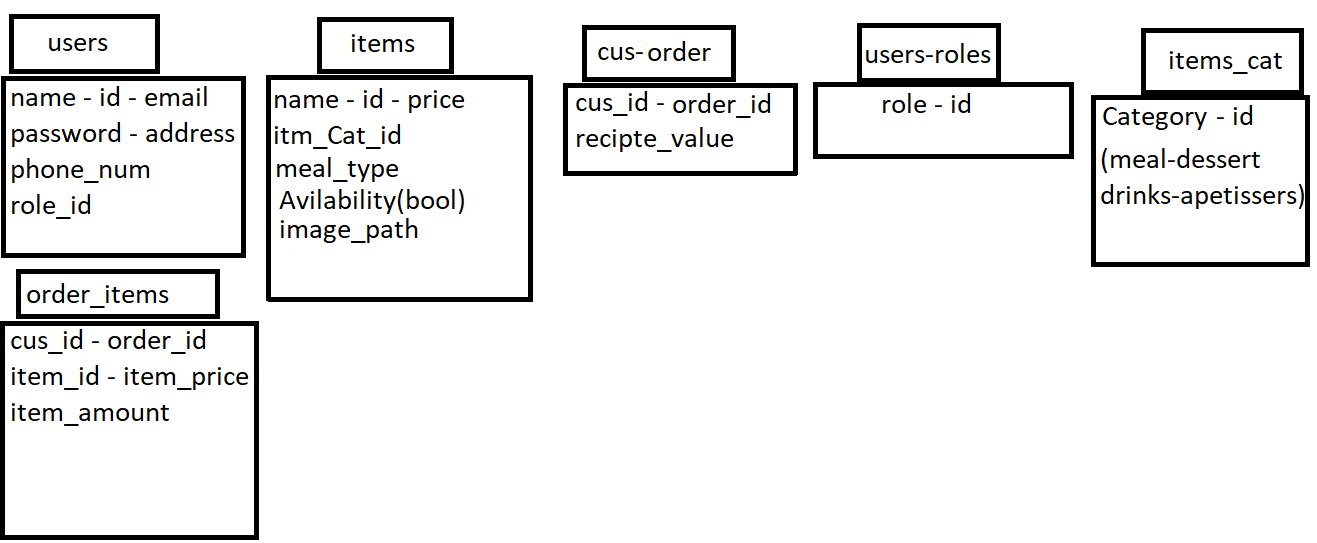 users
name - id - email
password - address
phone_num
role_id
items
name - id - price
itm_Cat_id
meal_type
Avilability(bool)
image_path
cus-order
cus_id - order_id
recipte_value
users-roles
role - id
items_cat
Category - id
(meal-dessert
drinks-apetissers)
order_items
cus_id - order_id
item_id - item_price
item_amount